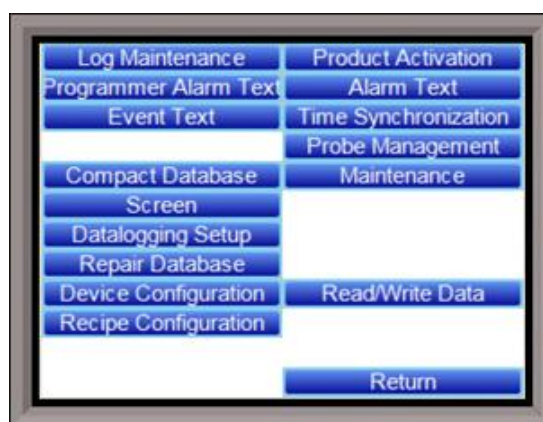 Log Maintenance
Product Activation
Programmer Alarm Text
Alarm Text
Event Text
Time Synchronization
Probe Management
Compact Database
Maintenance
Screen
Datalogging Setup
Repair Database
Device Configuration
Read/Write Data
Recipe Configuration
Return